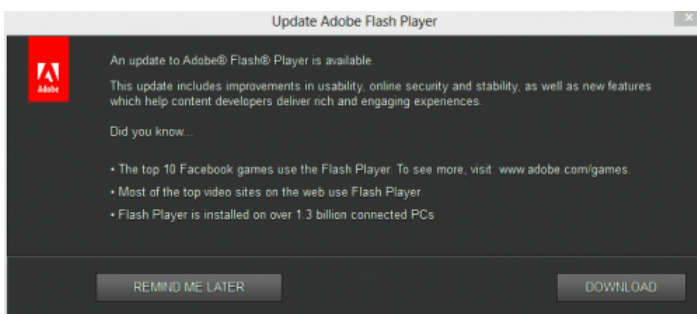 Update Adobe Flash Player
×
Adobe
An update to Adobe® Flash® Player is available.
This update includes improvements in usability, online security and stability, as well as new features
which help content developers deliver rich and engaging experiences.
Did you know...
• The top 10 Facebook games use the Flash Player. To see more, visit: www.adobe.com/games.
• Most of the top video sites on the web use Flash Player
• Flash Player is installed on over 1.3 billion connected PCs
REMIND ME LATER
DOWNLOAD